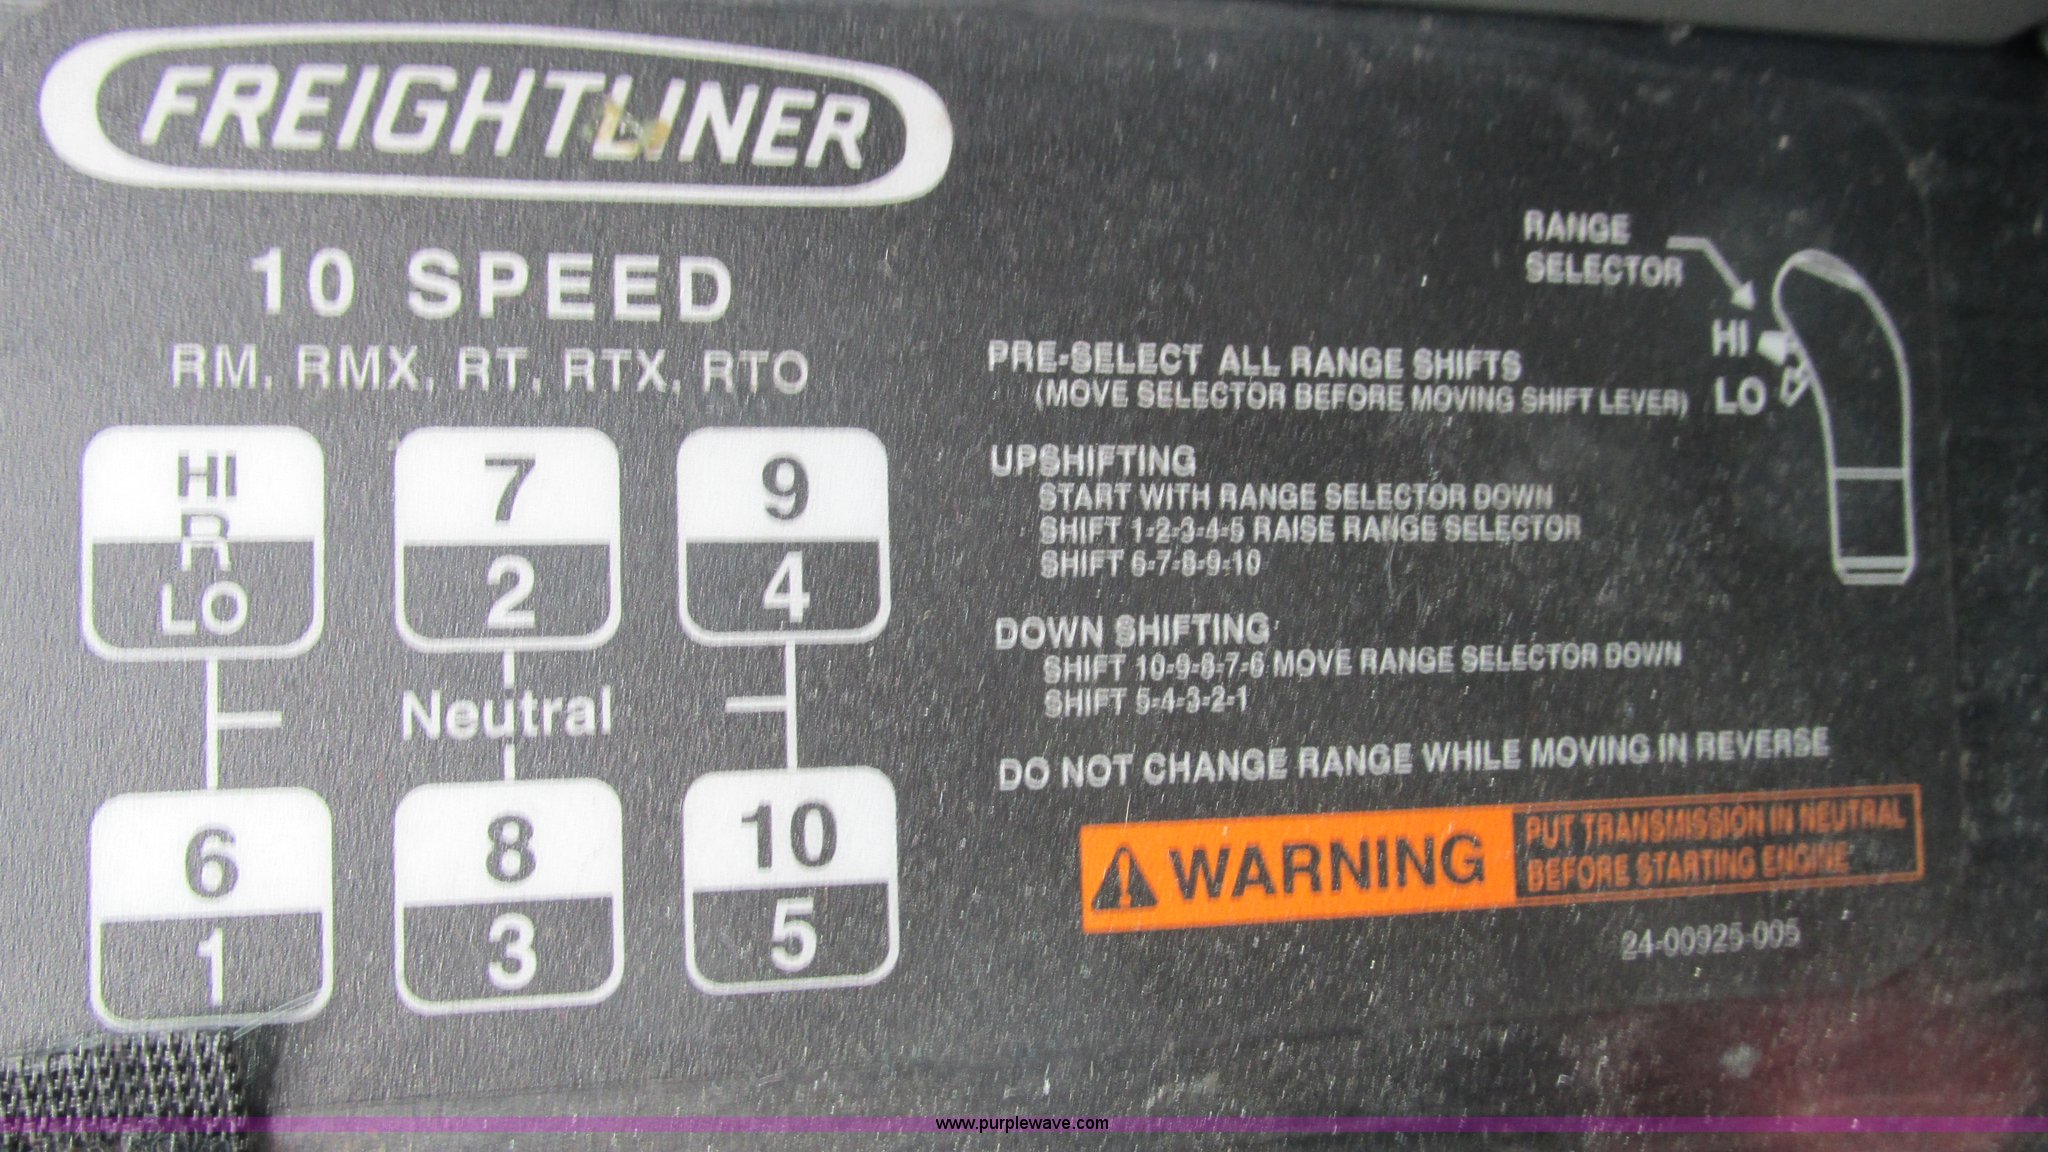 FREIGHTLINER
10 SPEED
RM, RMX, RT, RTX, RTO
HI
R
LO
7
2
9
4
Neutral
6
1
8
3
10
5
RANGE
SELECTOR
HI
LO
PRE-SELECT ALL RANGE SHIFTS
(MOVE SELECTOR BEFORE MOVING SHIFT LEVER)
UPSHIFTING
START WITH RANGE SELECTOR DOWN
SHIFT 1-2-3-4-5 RAISE RANGE SELECTOR
SHIFT 6-7-8-9-10
DOWN SHIFTING
SHIFT 10-9-8-7-6 MOVE RANGE SELECTOR DOWN
SHIFT 5-4-3-2-1
DO NOT CHANGE RANGE WHILE MOVING IN REVERSE
WARNING
PUT TRANSMISSION IN NEUTRAL
BEFORE STARTING ENGINE
24-00925-005
www.purplewave.com